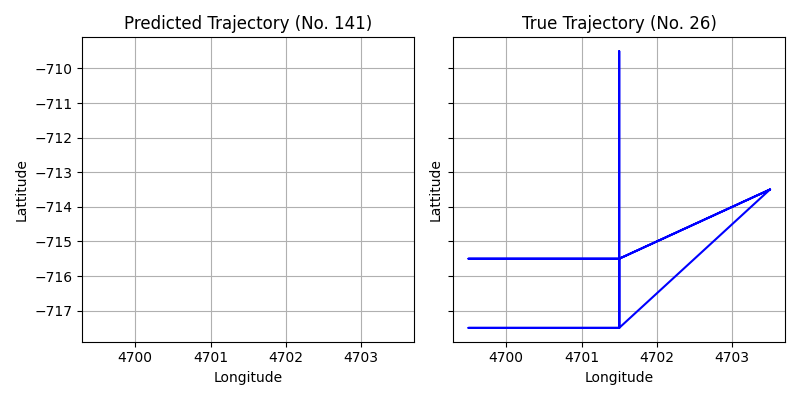 Predicted Trajectory (No. 141)
Lattitude
−710
−711
−712
−713
−714
−715
−716
−717
4700 4701 4702 4703
Longitude
True Trajectory (No. 26)
Lattitude
4700 4701 4702 4703
Longitude